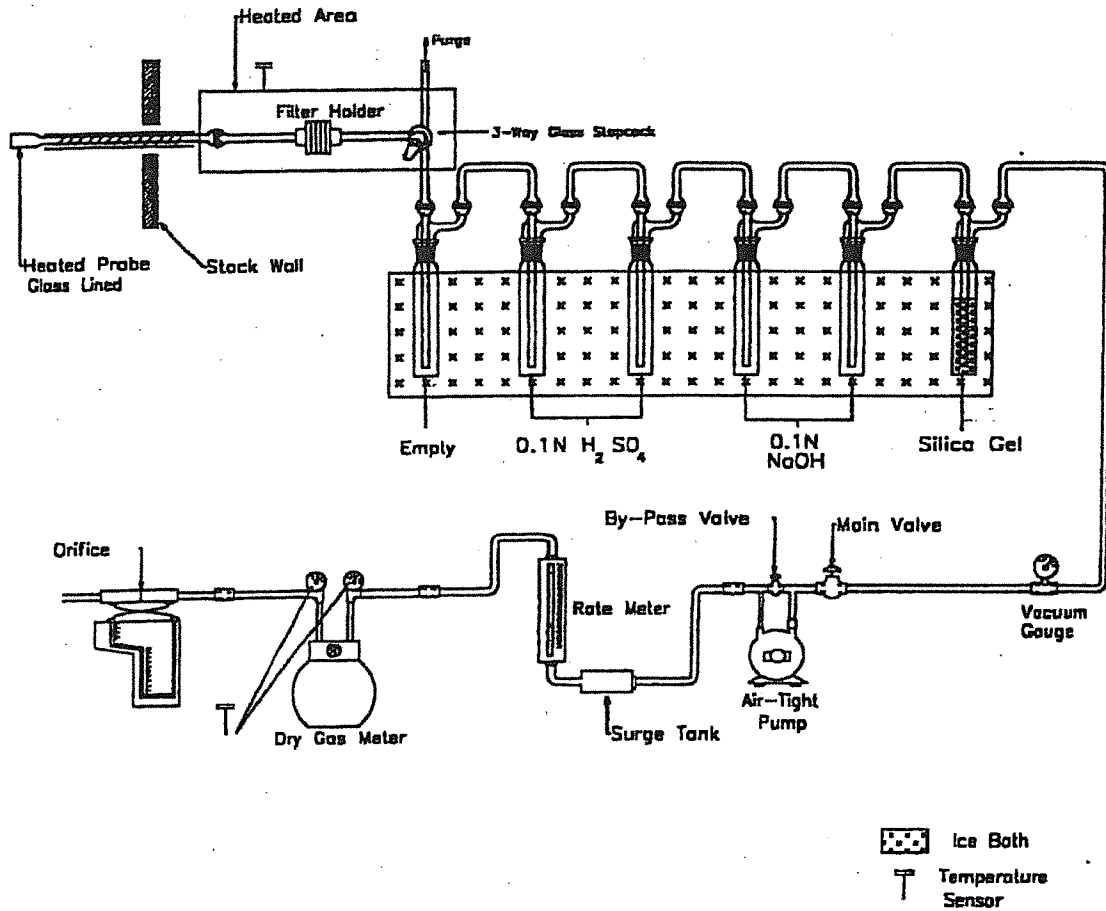 Heated Area
Purge
Filter Holder
3-Way Glass Stopcock
Heated Probe
Glass Lined
Stack Wall
Empty
0.1N H₂SO₄
0.1N
NaOH
Silica Gel
By-Pass Valve
Main Valve
Orifice
Rate Meter
Vacuum
Gauge
Air-Tight
Pump
Surge Tank
Dry Gas Meter
Ice Bath
Temperature
Sensor